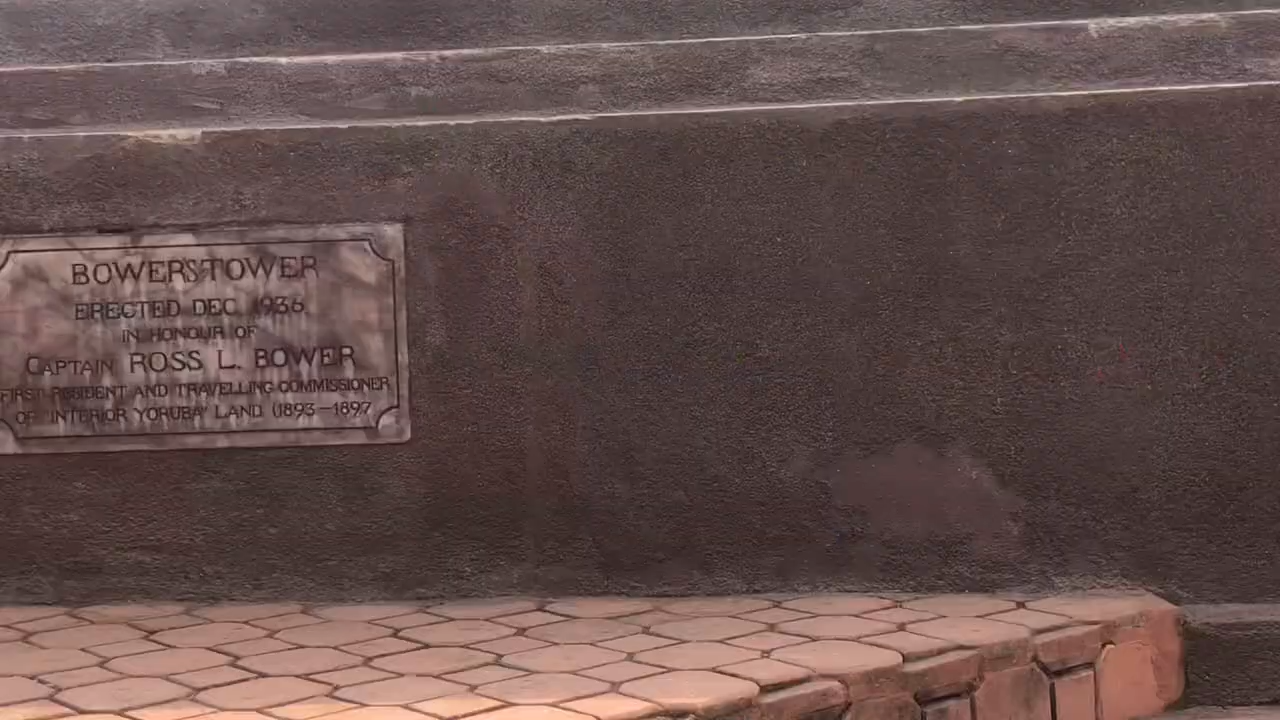 BOWER'S TOWER
ERECTED DEC. 1936.
IN HONOUR OF
CAPTAIN ROSS L. BOWER
FIRST RESIDENT AND TRAVELLING COMMISSIONER
OF "INTERIOR YORUBA" LAND (1893-1897